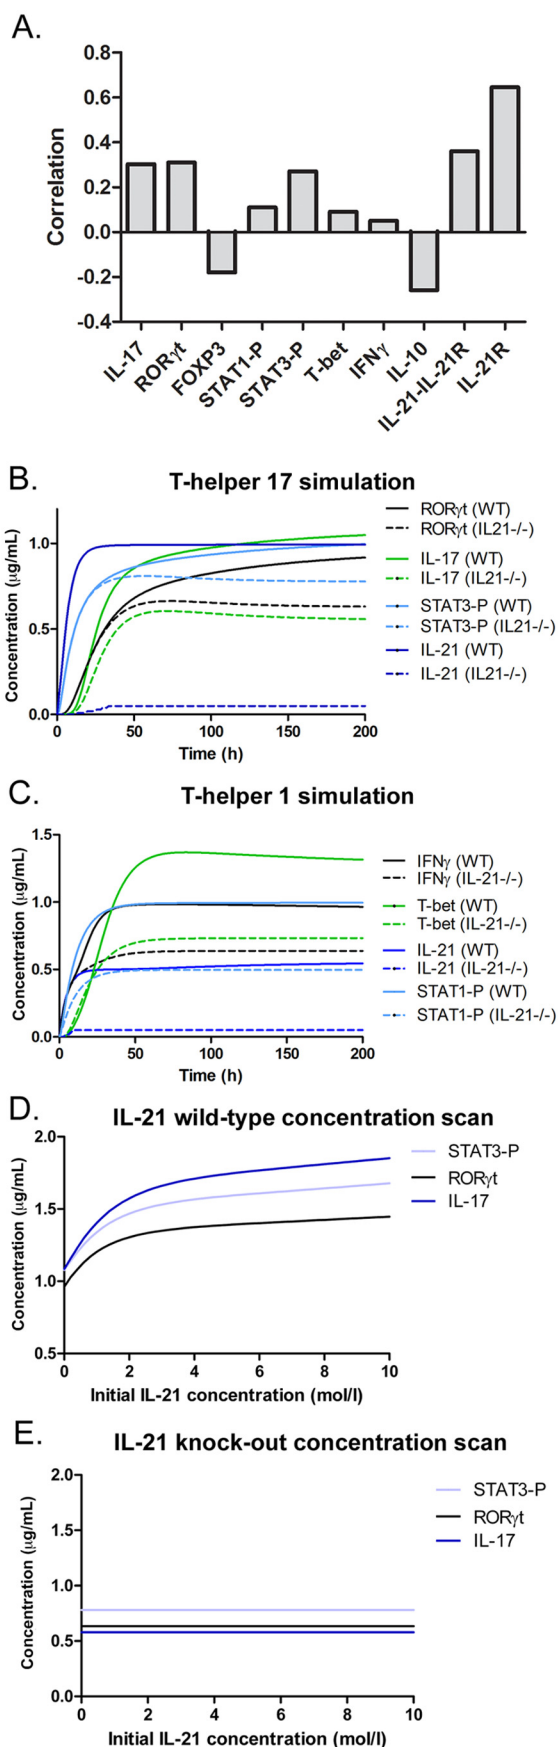 A.
0.8
0.6
0.4
0.2
0.0
-0.2
-0.4
Correlation
IL-17
RORγt
FOXP3
STAT1-P
STAT3-P
T-bet
IFNγ
IL-10
IL-21-IL-21R
IL-21R
B.
T-helper 17 simulation
1.0
0.5
0.0
Concentration (μg/mL)
0
50
100
150
200
Time (h)
RORγt (WT)
RORγt (IL21-/-)
IL-17 (WT)
IL-17 (IL21-/-)
STAT3-P (WT)
STAT3-P (IL21-/-)
IL-21 (WT)
IL-21 (IL21-/-)
C.
T-helper 1 simulation
1.5
1.0
0.5
0.0
Concentration (μg/mL)
0
50
100
150
200
Time (h)
IFNγ (WT)
IFNγ (IL-21-/-)
T-bet (WT)
T-bet (IL-21-/-)
IL-21 (WT)
IL-21 (IL-21-/-)
STAT1-P (WT)
STAT1-P (IL-21-/-)
D.
IL-21 wild-type concentration scan
2.0
1.5
1.0
0.5
Concentration (μg/mL)
0
2
4
6
8
10
Initial IL-21 concentration (mol/l)
STAT3-P
RORγt
IL-17
E.
IL-21 knock-out concentration scan
2.0
1.5
1.0
0.5
0.0
Concentration (μg/mL)
0
2
4
6
8
10
Initial IL-21 concentration (mol/l)
STAT3-P
RORγt
IL-17